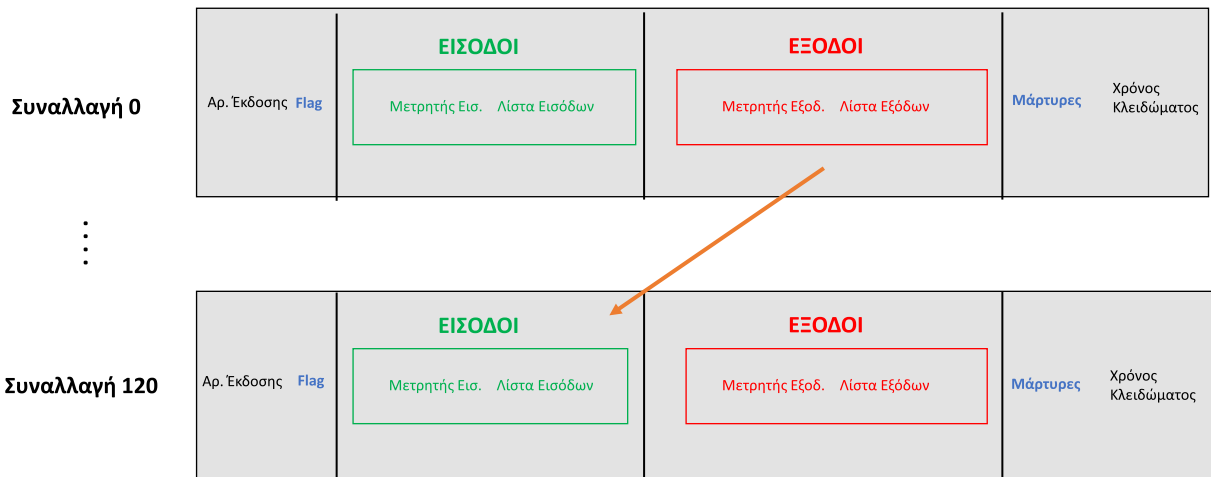 ΕΙΣΟΔΟΙ
ΕΞΟΔΟΙ
Συναλλαγή 0
Αρ. Έκδοσης Flag
Μετρητής Εισ. Λίστα Εισόδων
Μετρητής Εξοδ. Λίστα Εξόδων
Μάρτυρες
Χρόνος
Κλειδώματος
ΕΙΣΟΔΟΙ
ΕΞΟΔΟΙ
Συναλλαγή 120
Αρ. Έκδοσης Flag
Μετρητής Εισ. Λίστα Εισόδων
Μετρητής Εξοδ. Λίστα Εξόδων
Μάρτυρες
Χρόνος
Κλειδώματος